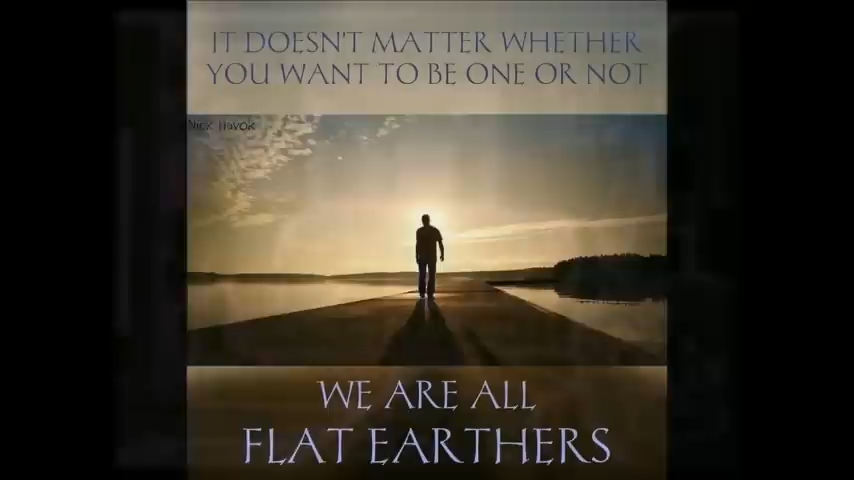 IT DOESN'T MATTER WHETHER
YOU WANT TO BE ONE OR NOT
Nick Havok
WE ARE ALL
FLAT EARTHERS